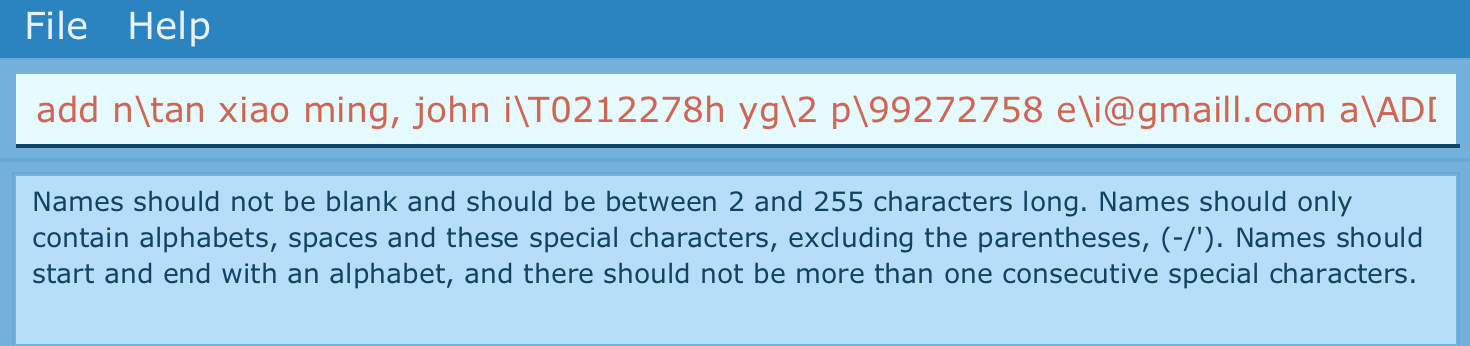 File Help
add n\tan xiao ming, john i\T0212278h yg\2 p\99272758 e\i@gmaill.com a\ADD
Names should not be blank and should be between 2 and 255 characters long. Names should only
contain alphabets, spaces and these special characters, excluding the parentheses, (-/'). Names should
start and end with an alphabet, and there should not be more than one consecutive special characters.